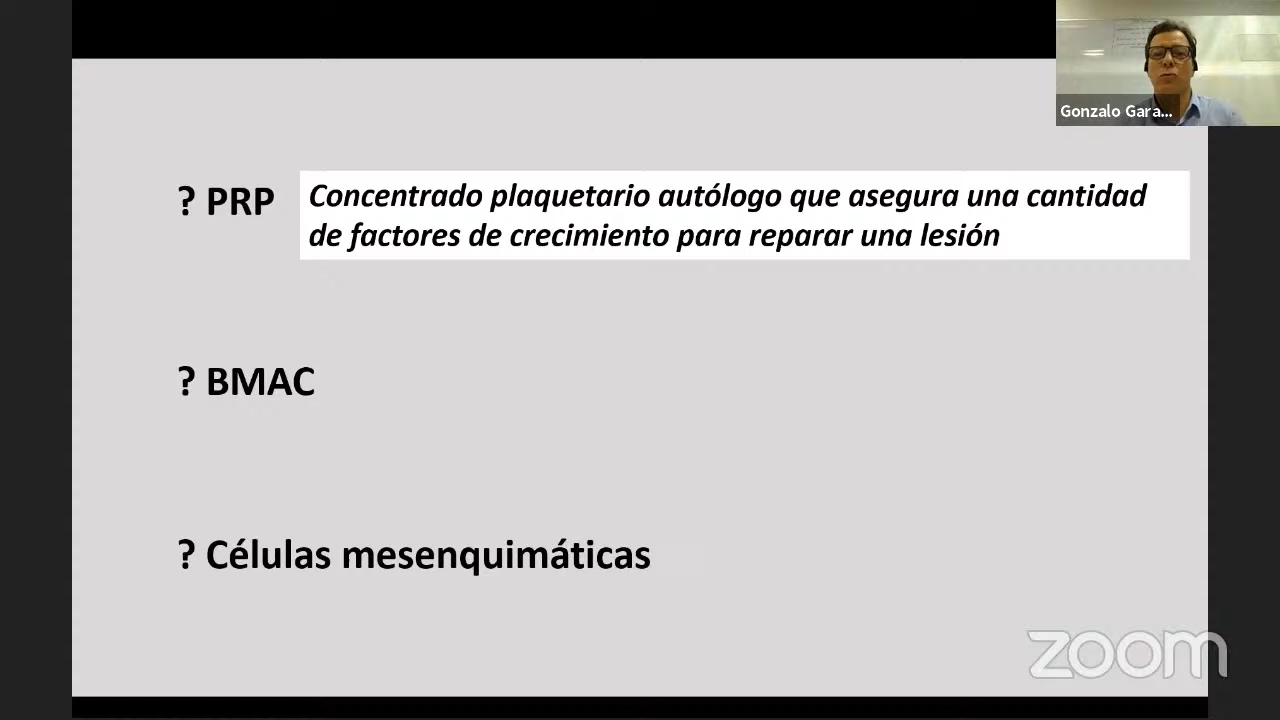 Gonzalo Gara...
? PRP
Concentrado plaquetario autólogo que asegura una cantidad
de factores de crecimiento para reparar una lesión
? BMAC
? Células mesenquimáticas
zoom